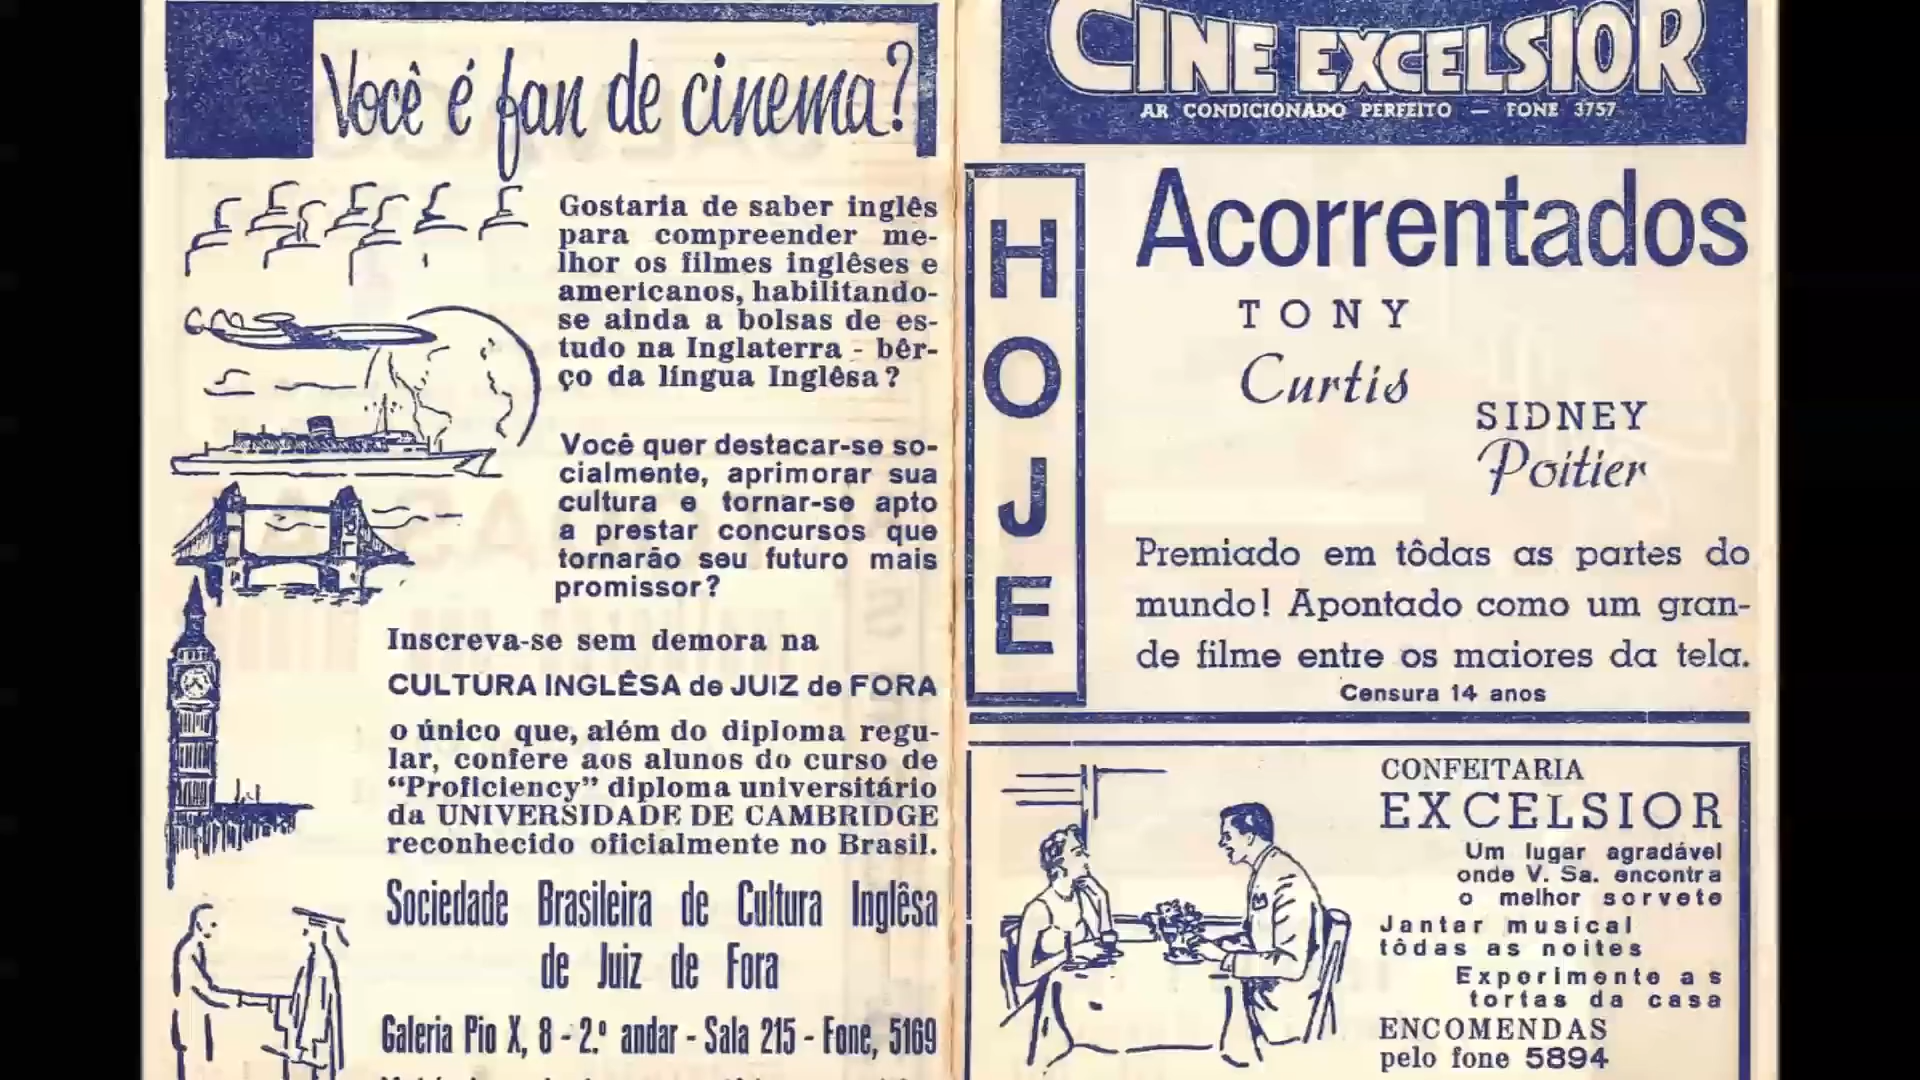 Você é fan de cinema?
Gostaria de saber inglês
para compreender me-
lhor os filmes inglêses e
americanos, habilitando-
se ainda a bolsas de es-
tudo na Inglaterra - bêr-
ço da língua Inglêsa?
Você quer destacar-se so-
cialmente, aprimorar sua
cultura e tornar-se apto
a prestar concursos que
tornarão seu futuro mais
promissor?
Inscreva-se sem demora na
CULTURA INGLÊSA de JUIZ de FORA
o único que, além do diploma regu-
lar, confere aos alunos do curso de
“Proficiency” diploma universitário
da UNIVERSIDADE DE CAMBRIDGE
reconhecido oficialmente no Brasil.
Sociedade Brasileira de Cultura Inglêsa
de Juiz de Fora
Galeria Pio X, 8 - 2.º andar - Sala 215 - Fone, 5169
CINE EXCELSIOR
AR CONDICIONADO PERFEITO — FONE 3757
HOJE
Acorrentados
TONY
Curtis
SIDNEY
Poitier
Premiado em tôdas as partes do
mundo! Apontado como um gran-
de filme entre os maiores da tela.
Censura 14 anos
CONFEITARIA
EXCELSIOR
Um lugar agradável
onde V. Sa. encontra
o melhor sorvete
Jantar musical
tôdas as noites
Experimente as
tortas da casa
ENCOMENDAS
pelo fone 5894